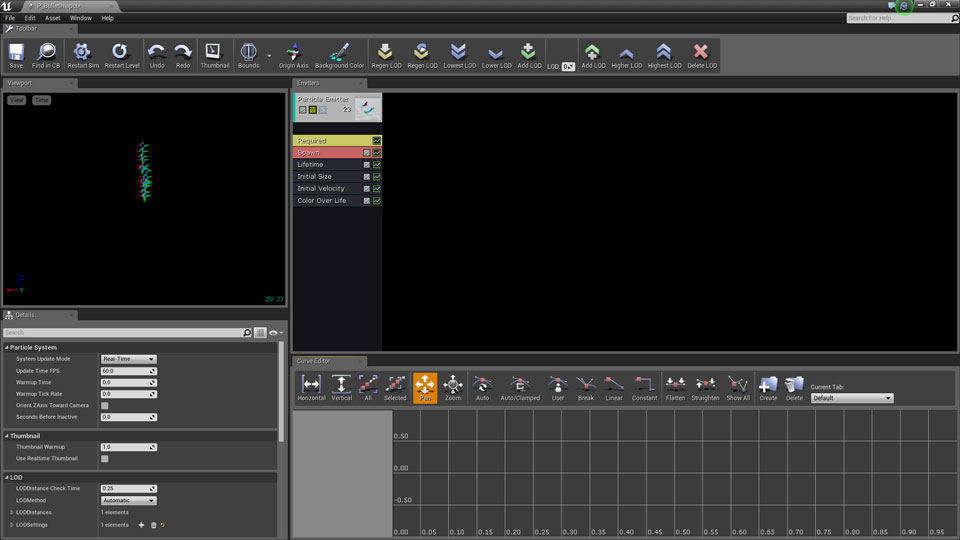 File Edit Asset Window Help
Search For Help
Toolbar
Save Find in CB Restart Sim Restart Level Undo Redo Thumbnail Bounds Origin Axis Background Color Regen LOD Regen LOD Lowest LOD Lower LOD Add LOD LOD: 0 Add LOD Higher LOD Highest LOD Delete LOD
Viewport
View Time
20/ 23
Emitters
Particle Emitter
23
Required
Spawn
Lifetime
Initial Size
Initial Velocity
Color Over Life
Details
Search
Particle System
System Update Mode Real-Time
Update Time FPS 60.0
Warmup Time 0.0
Warmup Tick Rate 0.0
Orient ZAxis Toward Camera
Seconds Before Inactive 0.0
Thumbnail
Thumbnail Warmup 1.0
Use Realtime Thumbnail
LOD
LODDistance Check Time 0.25
LODMethod Automatic
LODDistances 1 elements
LODSettings 1 elements
Curve Editor
Horizontal Vertical All Selected Pan Zoom Auto Auto/Clamped User Break Linear Constant Flatten Straighten Show All Create Delete
Current Tab:
Default
0.50
0.00
-0.50
0.00 0.05 0.10 0.15 0.20 0.25 0.30 0.35 0.40 0.45 0.50 0.55 0.60 0.65 0.70 0.75 0.80 0.85 0.90 0.95